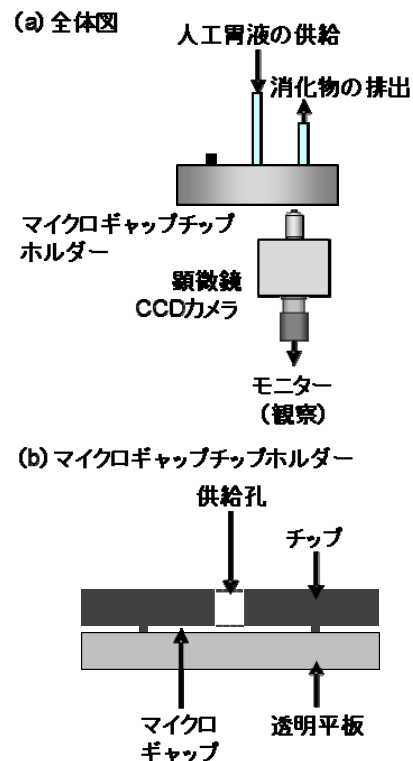 (a) 全体図
人工胃液の供給
消化物の排出
マイクロギャップチップ
ホルダー
顕微鏡
CCDカメラ
モニター
(観察)
(b) マイクロギャップチップホルダー
供給孔
チップ
マイクロ
ギャップ
透明平板